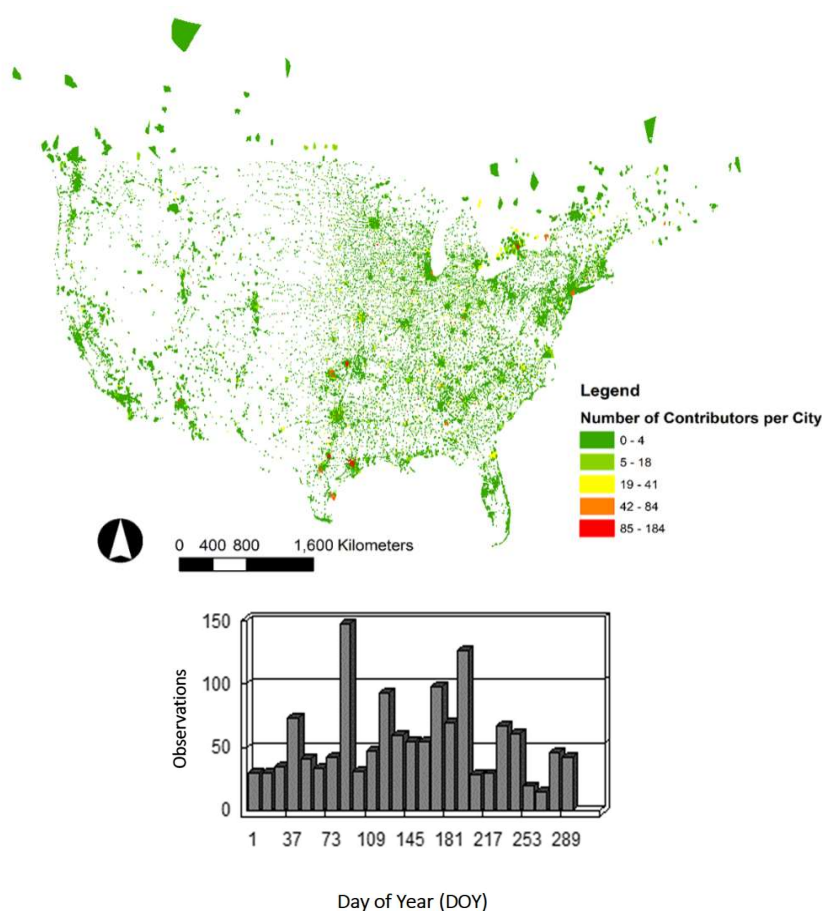 Legend
Number of Contributors per City
0 - 4
5 - 18
19 - 41
42 - 84
85 - 184
0 400 800 1,600 Kilometers
150
100
50
0
Observations
1 37 73 109 145 181 217 253 289
Day of Year (DOY)